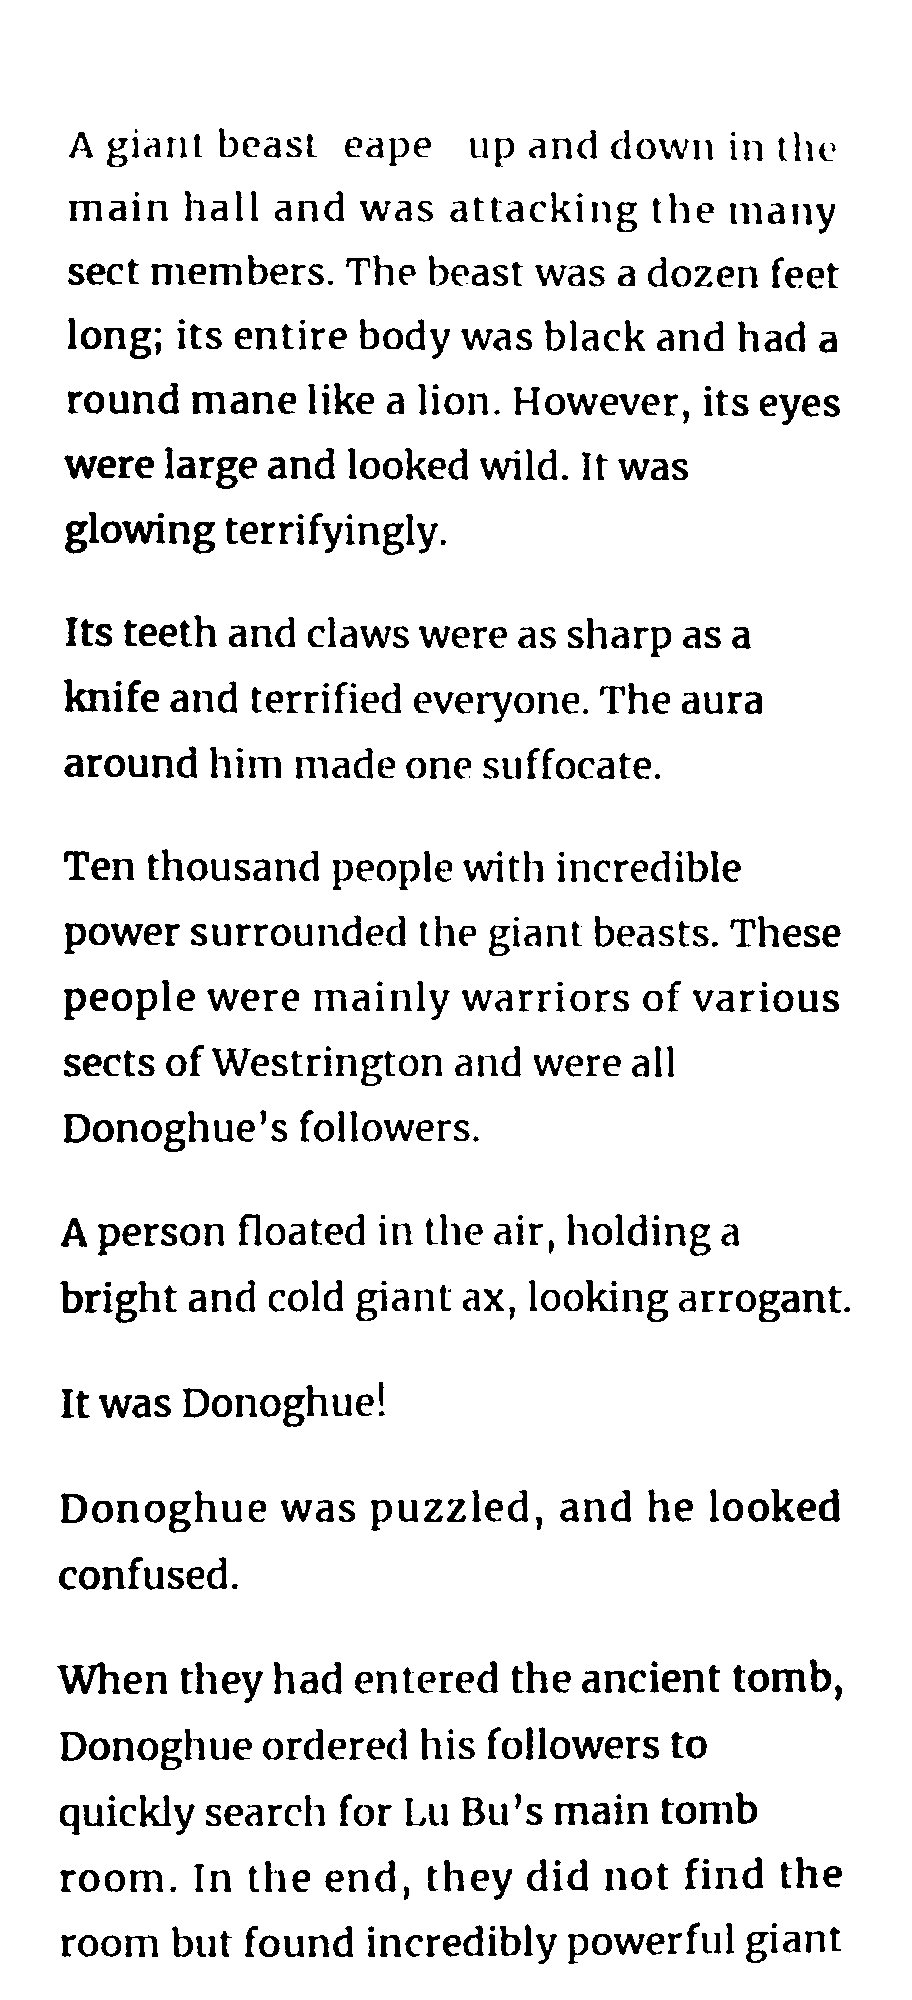 A giant beast eape up and down in the
main hall and was attacking the many
sect members. The beast was a dozen feet
long; its entire body was black and had a
round mane like a lion. However, its eyes
were large and looked wild. It was
glowing terrifyingly.
Its teeth and claws were as sharp as a
knife and terrified everyone. The aura
around him made one suffocate.
Ten thousand people with incredible
power surrounded the giant beasts. These
people were mainly warriors of various
sects of Westrington and were all
Donoghue's followers.
A person floated in the air, holding a
bright and cold giant ax, looking arrogant.
It was Donoghue!
Donoghue was puzzled, and he looked
confused.
When they had entered the ancient tomb,
Donoghue ordered his followers to
quickly search for Lu Bu's main tomb
room. In the end, they did not find the
room but found incredibly powerful giant